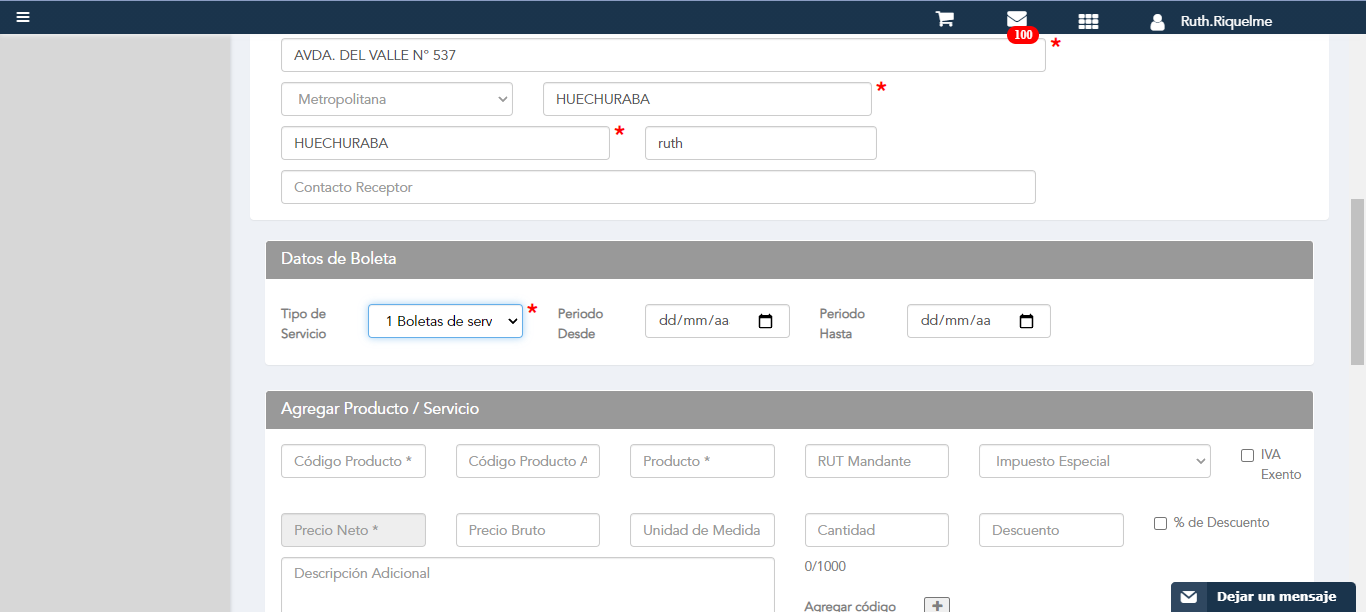 Ruth.Riquelme
100
AVDA. DEL VALLE N° 537 *
Metropolitana HUECHURABA *
HUECHURABA * ruth
Contacto Receptor
Datos de Boleta
Tipo de Servicio 1 Boletas de serv * Periodo Desde dd/mm/aa Periodo Hasta dd/mm/aa
Agregar Producto / Servicio
Código Producto * Código Producto A Producto * RUT Mandante Impuesto Especial IVA Exento
Precio Neto * Precio Bruto Unidad de Medida Cantidad Descuento % de Descuento
Descripción Adicional 0/1000
Agregar código +
Dejar un mensaje